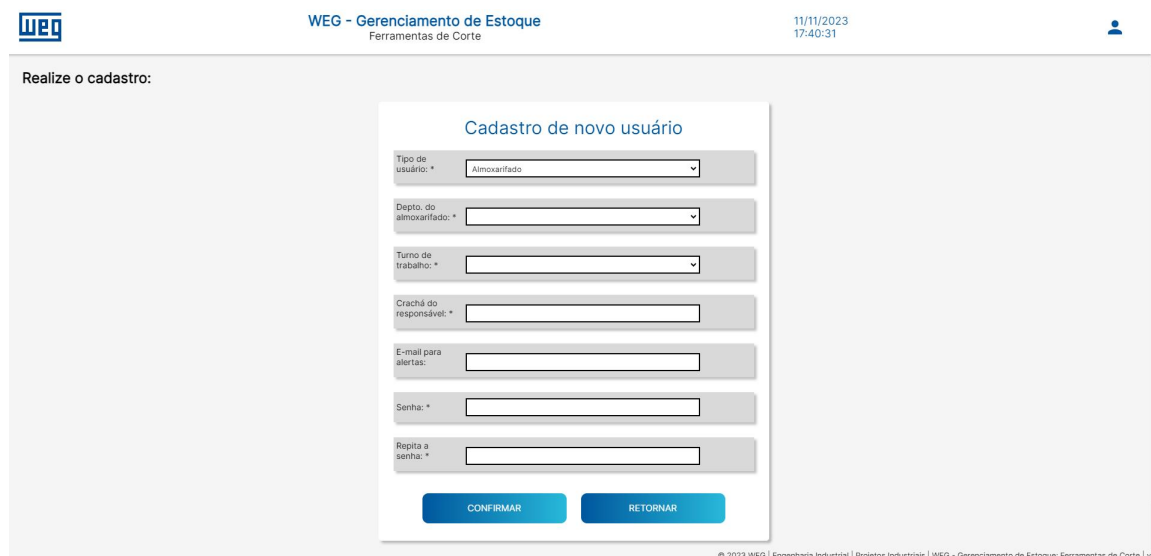 weg
WEG - Gerenciamento de Estoque
Ferramentas de Corte
11/11/2023
17:40:31
Realize o cadastro:
Cadastro de novo usuário
Tipo de
usuário: *
Almoxarifado
Depto. do
almoxarifado: *
Turno de
trabalho: *
Crachá do
responsável: *
E-mail para
alertas:
Senha: *
Repita a
senha: *
CONFIRMAR
RETORNAR
© 2023 WEG | Engenharia Industrial | Projetos Industriais | WEG - Gerenciamento de Estoque: Ferramentas de Corte |